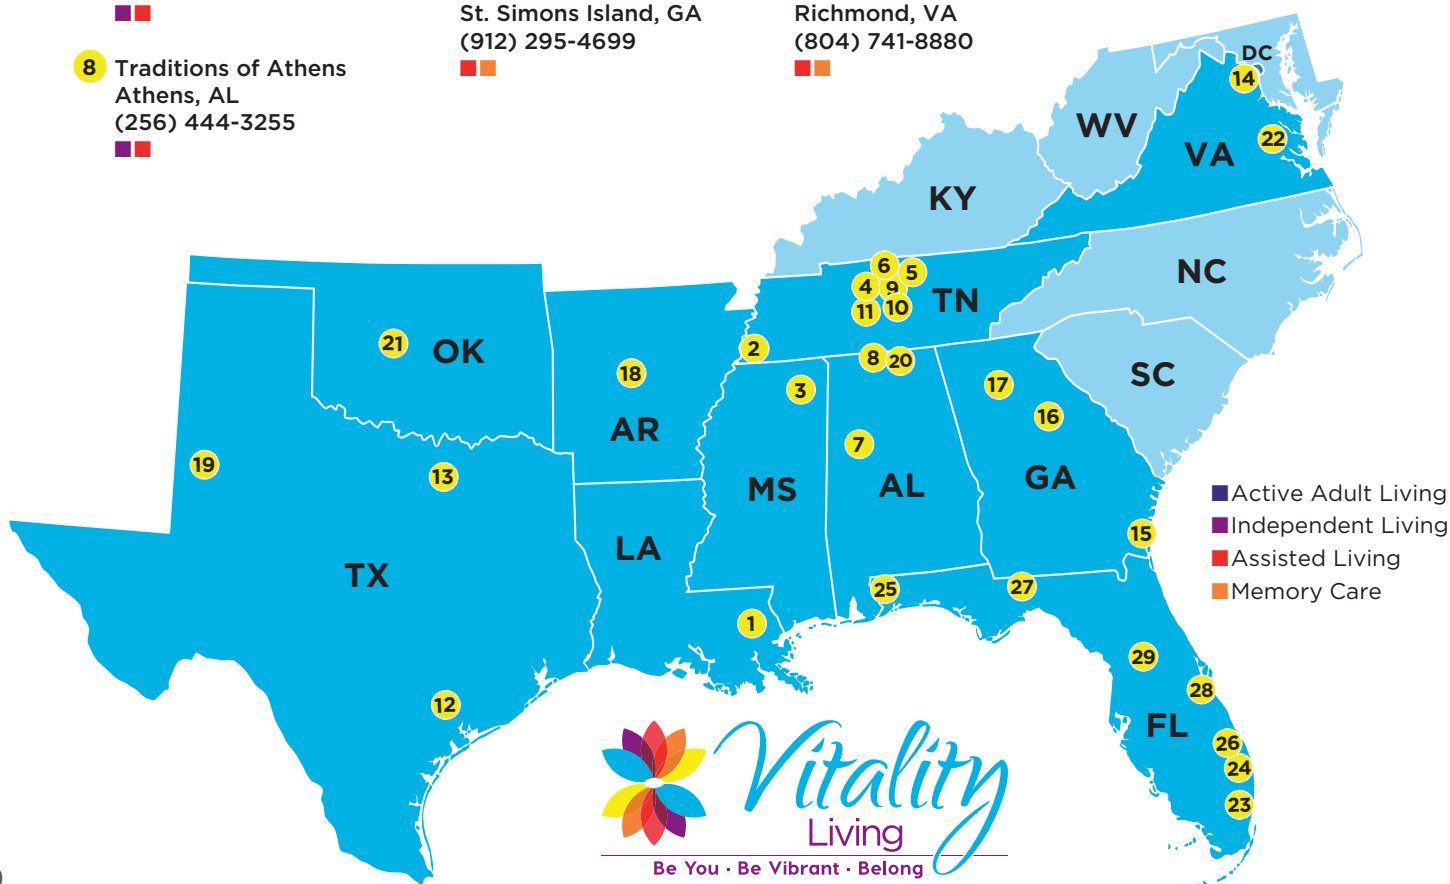 St. Simons Island, GA
(912) 295-4699
Richmond, VA
(804) 741-8880
8 Traditions of Athens
Athens, AL
(256) 444-3255
DC
14
WV
22
VA
KY
6
5
NC
4
9
TN
11
10
21
OK
2
8
20
18
3
17
SC
AR
16
7
19
13
MS
AL
GA
Active Adult Living
Independent Living
Assisted Living
Memory Care
15
LA
TX
25
27
1
29
28
12
FL
26
24
23
Vitality
Living
Be You · Be Vibrant · Belong